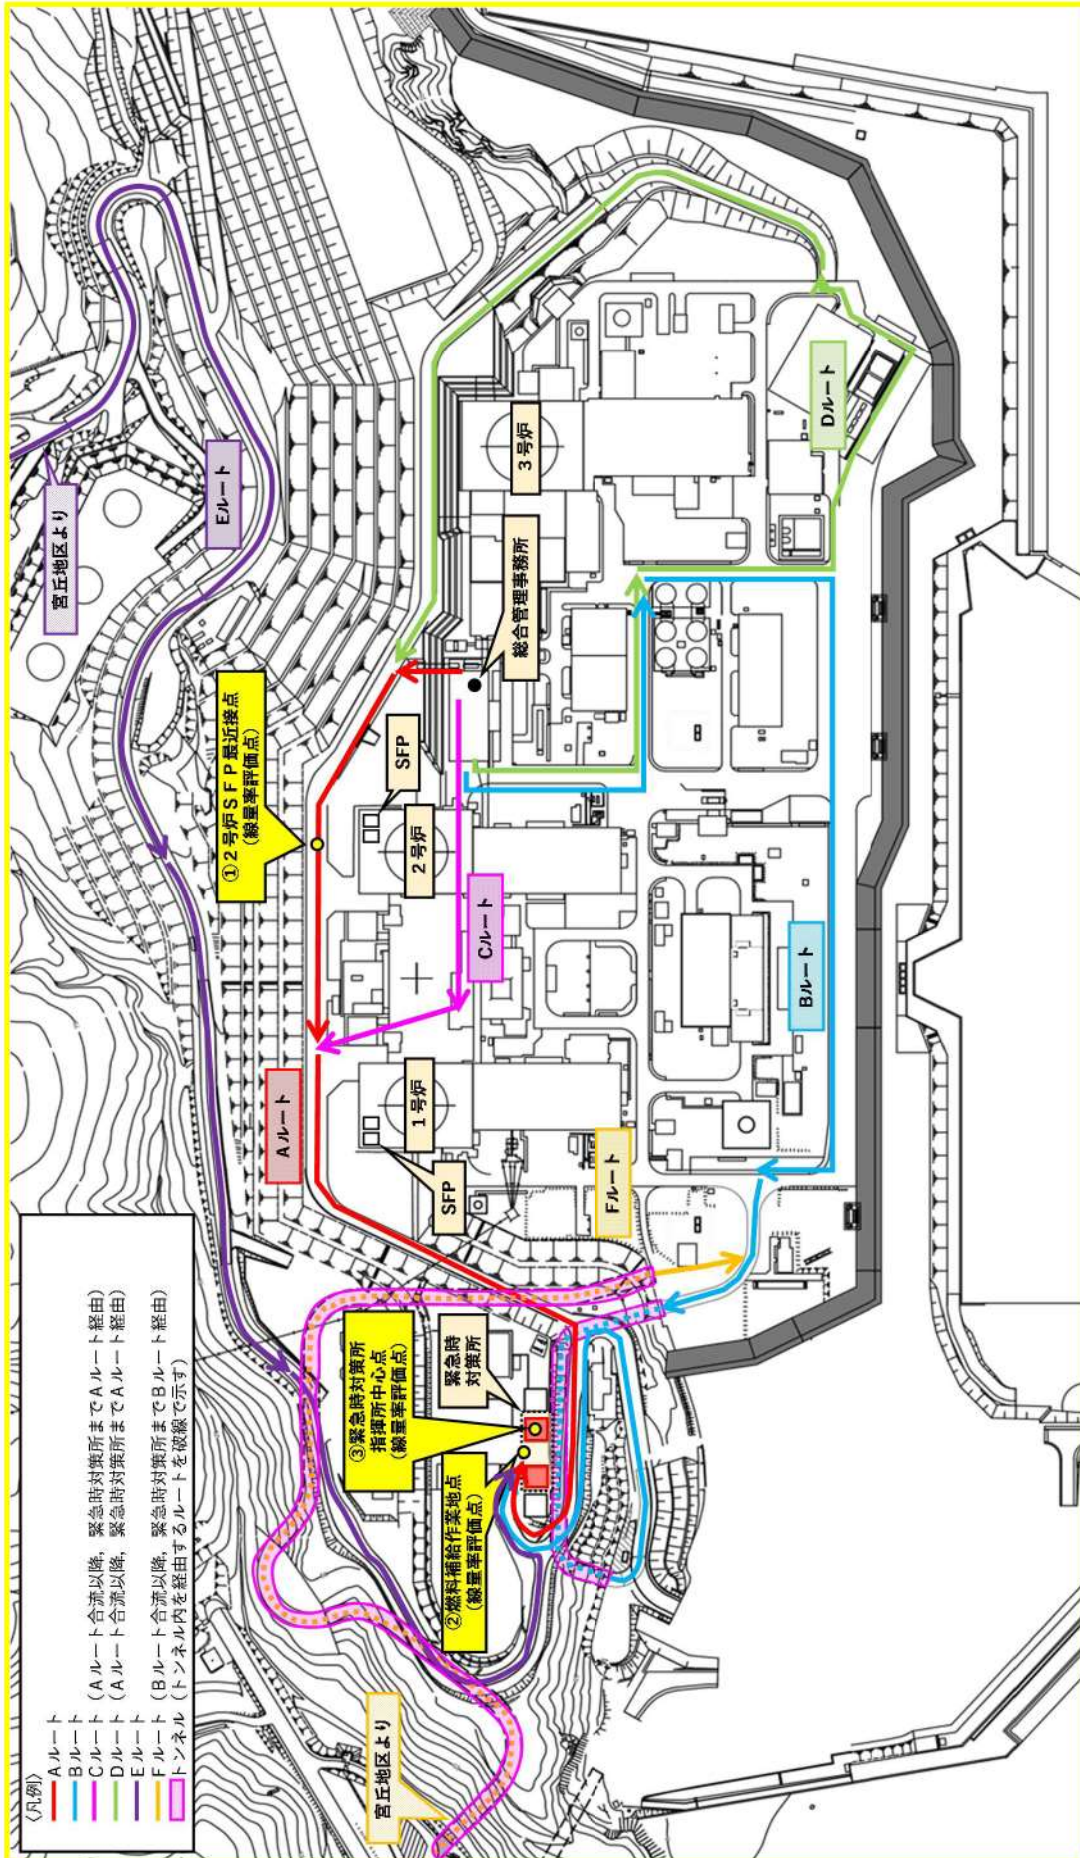 〈凡例〉
Aルート
Bルート
Cルート（Aルート合流以降，緊急時対策所までAルート経由）
Dルート（Aルート合流以降，緊急時対策所までAルート経由）
Eルート
Fルート（Bルート合流以降，緊急時対策所までBルート経由）
トンネル（トンネル内を経由するルートを破線で示す）
宮丘地区より
Eルート
①2号炉SFP最近接点
（線量率評価点）
Aルート
SFP
2号炉
3号炉
総合管理事務所
Cルート
SFP
1号炉
③緊急時対策所
指揮所中心点
（線量率評価点）
緊急時
対策所
②燃料補給作業地点
（線量率評価点）
宮丘地区より
Fルート
Bルート
Dルート